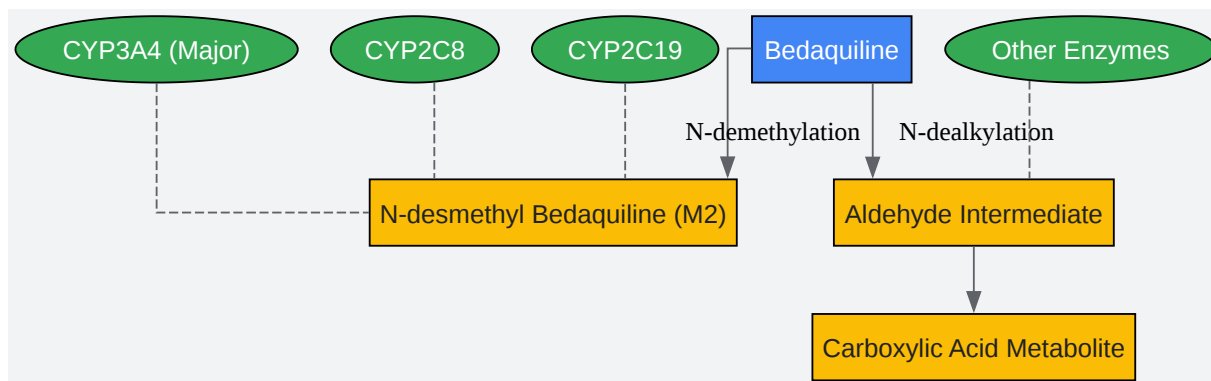 CYP3A4 (Major)
CYP2C8
CYP2C19
Bedaquiline
Other Enzymes
N-demethylation
N-dealkylation
N-desmethyl Bedaquiline (M2)
Aldehyde Intermediate
Carboxylic Acid Metabolite